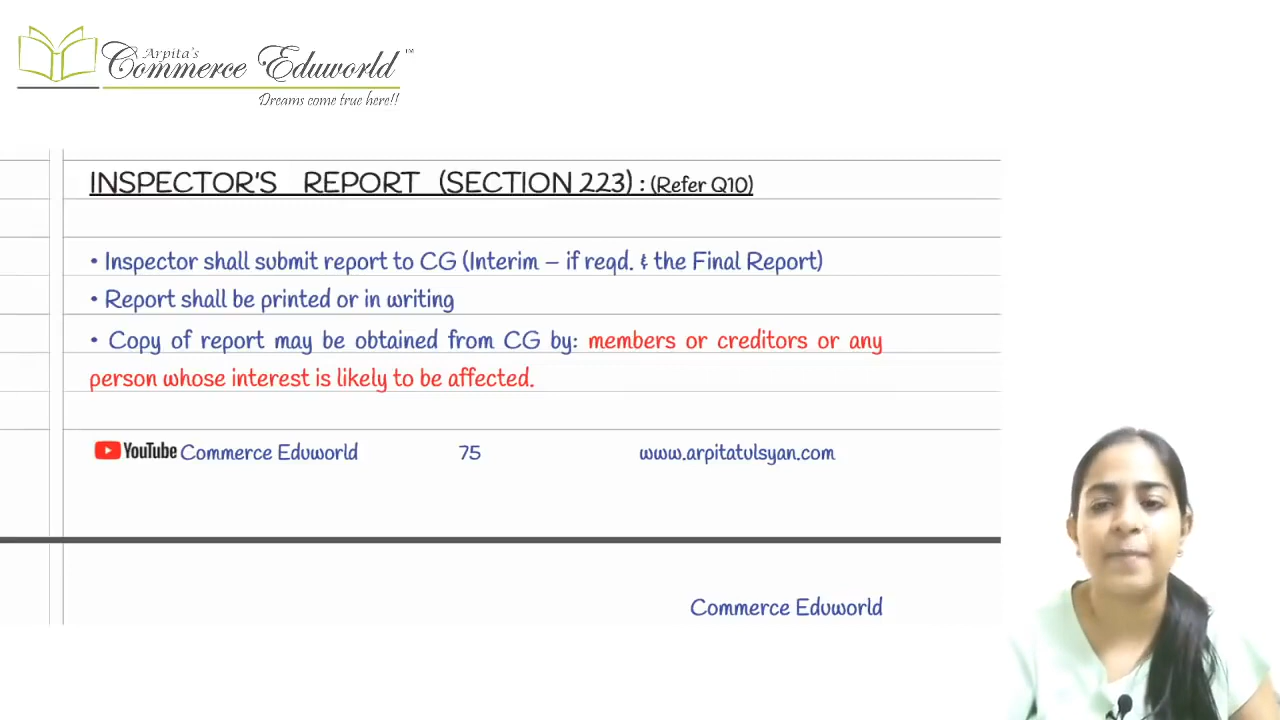 Arpita's
Commerce Eduworld™
Dreams come true here!!
INSPECTOR'S REPORT (SECTION 223) : (Refer Q10)
• Inspector shall submit report to CG (Interim – if reqd. & the Final Report)
• Report shall be printed or in writing
• Copy of report may be obtained from CG by: members or creditors or any
person whose interest is likely to be affected.
YouTube Commerce Eduworld 75 www.arpitatulsyan.com
Commerce Eduworld